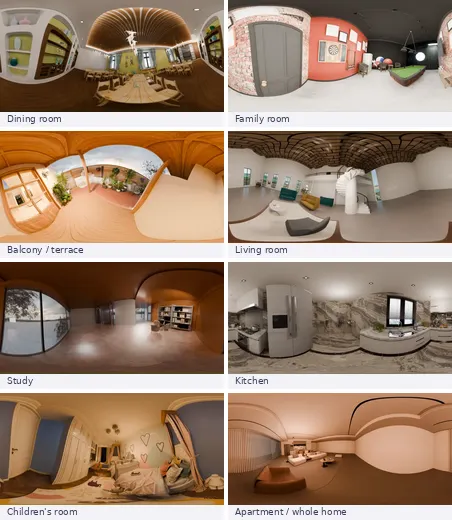 Dining room
Family room
Balcony / terrace
Living room
Study
Kitchen
Children's room
Apartment / whole home